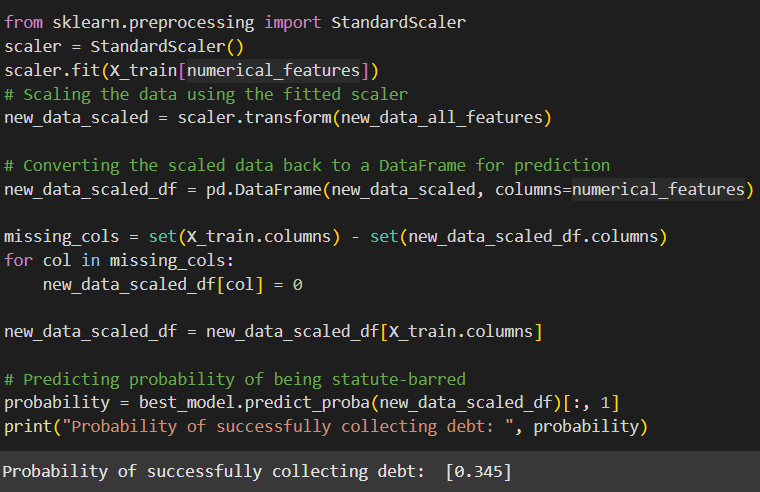 from sklearn.preprocessing import StandardScaler
scaler = StandardScaler()
scaler.fit(X_train[numerical_features])
# Scaling the data using the fitted scaler
new_data_scaled = scaler.transform(new_data_all_features)

# Converting the scaled data back to a DataFrame for prediction
new_data_scaled_df = pd.DataFrame(new_data_scaled, columns=numerical_features)

missing_cols = set(X_train.columns) - set(new_data_scaled_df.columns)
for col in missing_cols:
    new_data_scaled_df[col] = 0

new_data_scaled_df = new_data_scaled_df[X_train.columns]

# Predicting probability of being statute-barred
probability = best_model.predict_proba(new_data_scaled_df)[:, 1]
print("Probability of successfully collecting debt: ", probability)

Probability of successfully collecting debt:  [0.345]